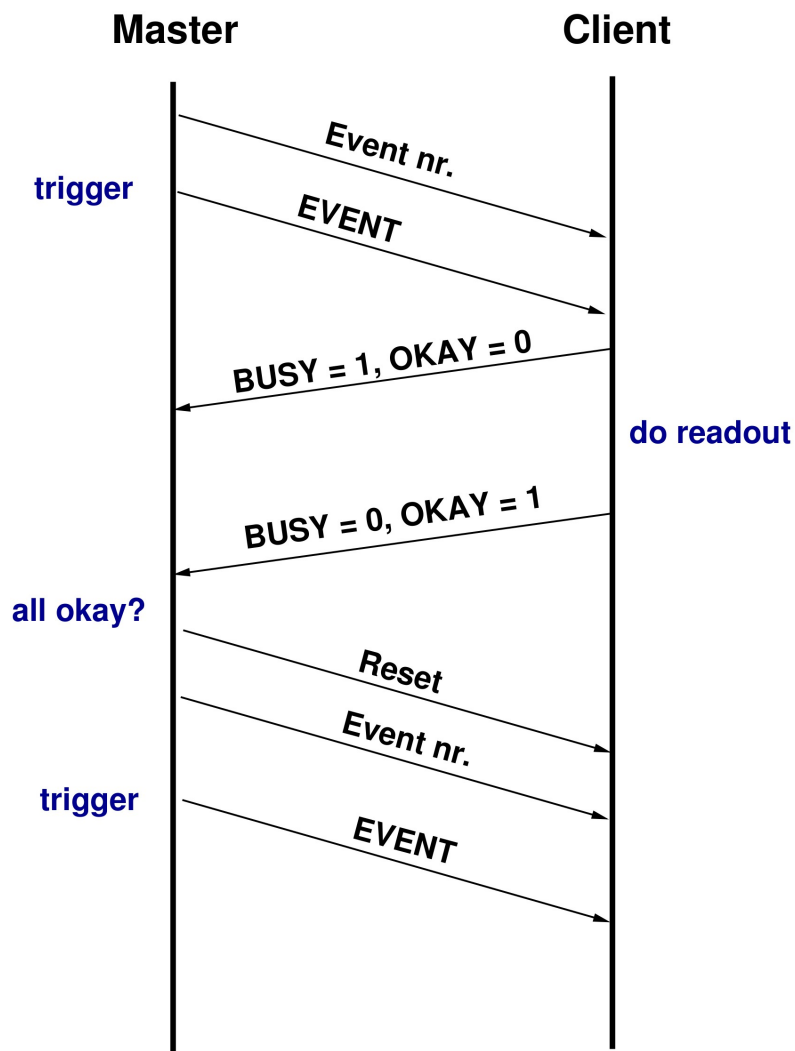 Master
Client
Event nr.
trigger
EVENT
BUSY = 1, OKAY = 0
do readout
BUSY = 0, OKAY = 1
all okay?
Reset
Event nr.
trigger
EVENT